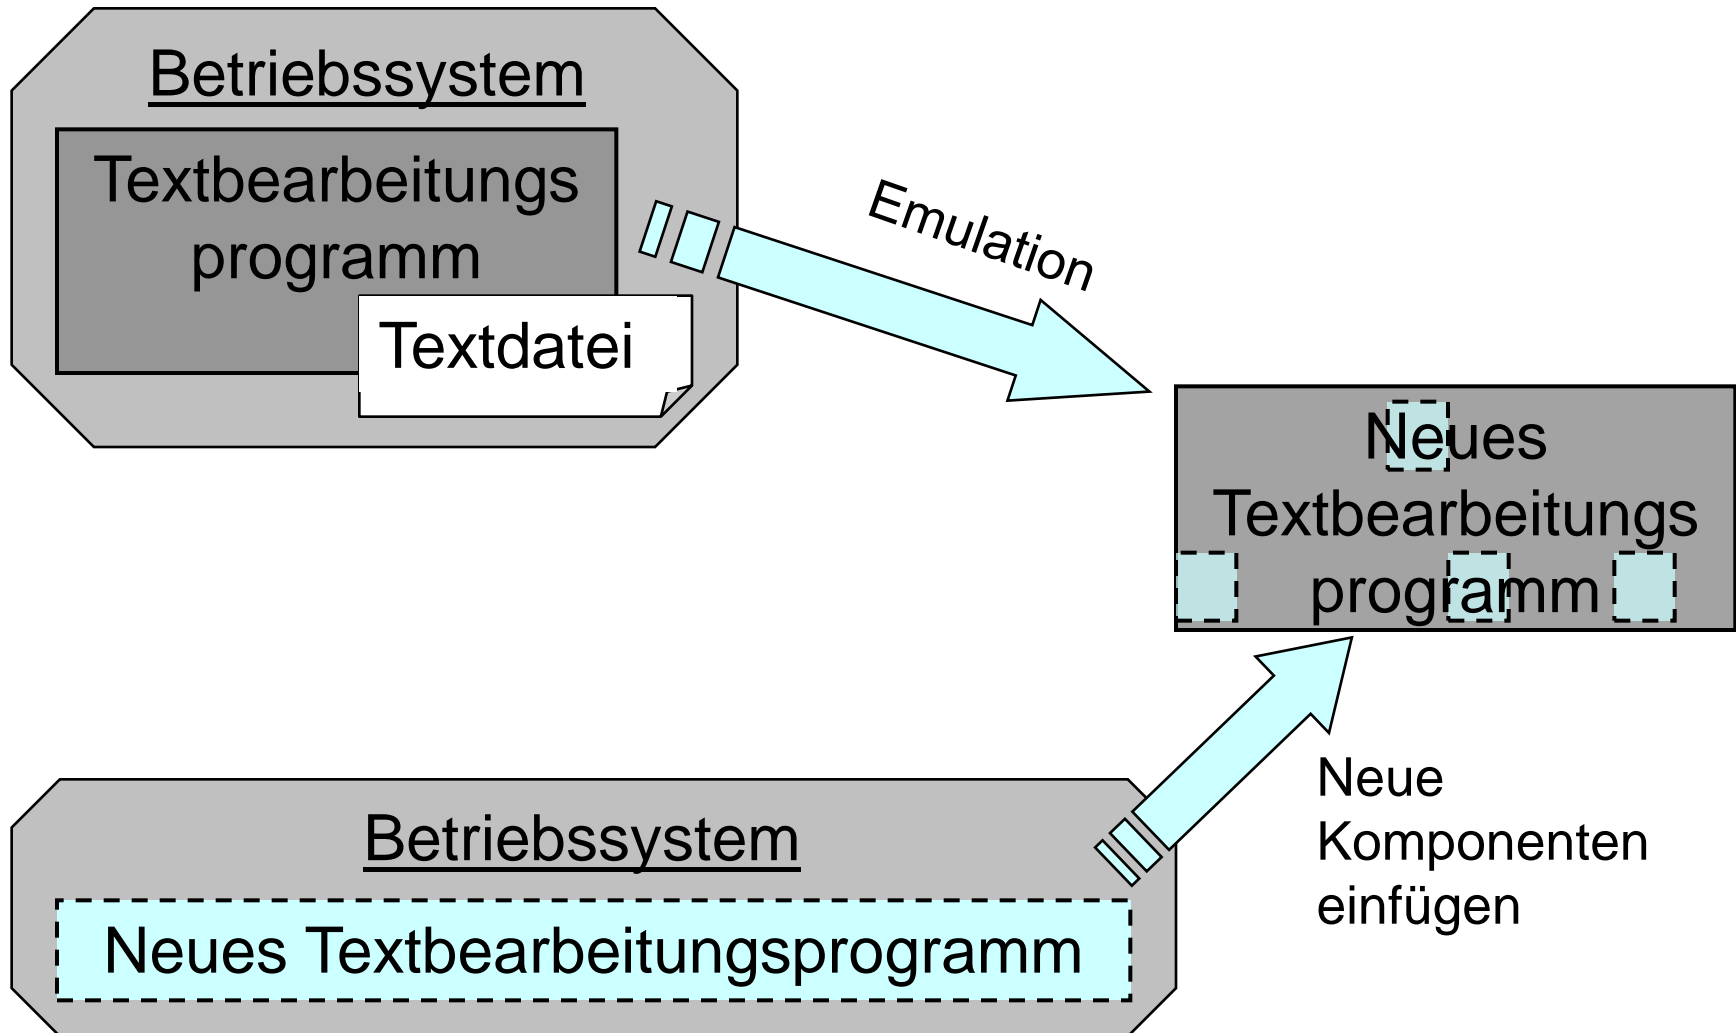 Betriebssystem
Textbearbeitungs
programm
Textdatei
Emulation
Neues
Textbearbeitungs
programm
Neue
Komponenten
einfügen
Betriebssystem
Neues Textbearbeitungsprogramm